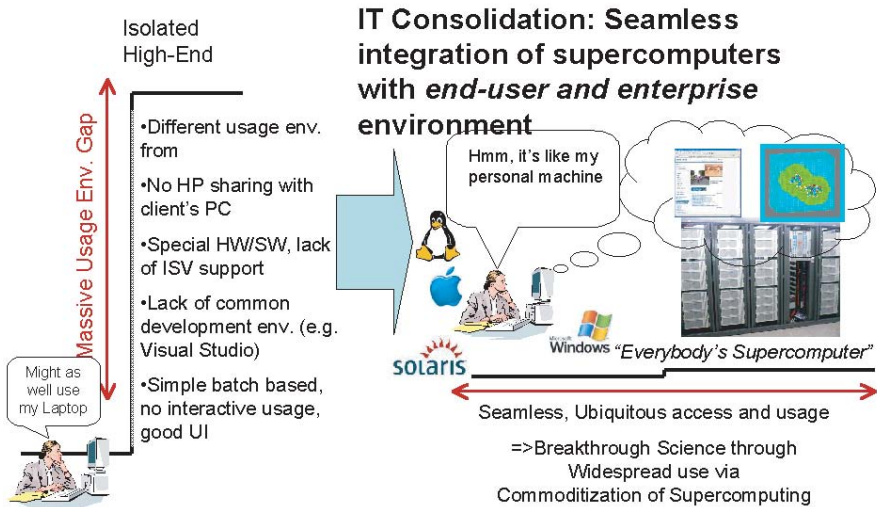 Isolated
High-End
Massive Usage Env. Gap
•Different usage env.
from
•No HP sharing with
client's PC
•Special HW/SW, lack
of ISV support
•Lack of common
development env. (e.g.
Visual Studio)
•Simple batch based,
no interactive usage,
good UI
Might as
well use
my Laptop
IT Consolidation: Seamless
integration of supercomputers
with end-user and enterprise
environment
Hmm, it's like my
personal machine
solaris
Microsoft
Windows
"Everybody's Supercomputer"
Seamless, Ubiquitous access and usage
=>Breakthrough Science through
Widespread use via
Commoditization of Supercomputing